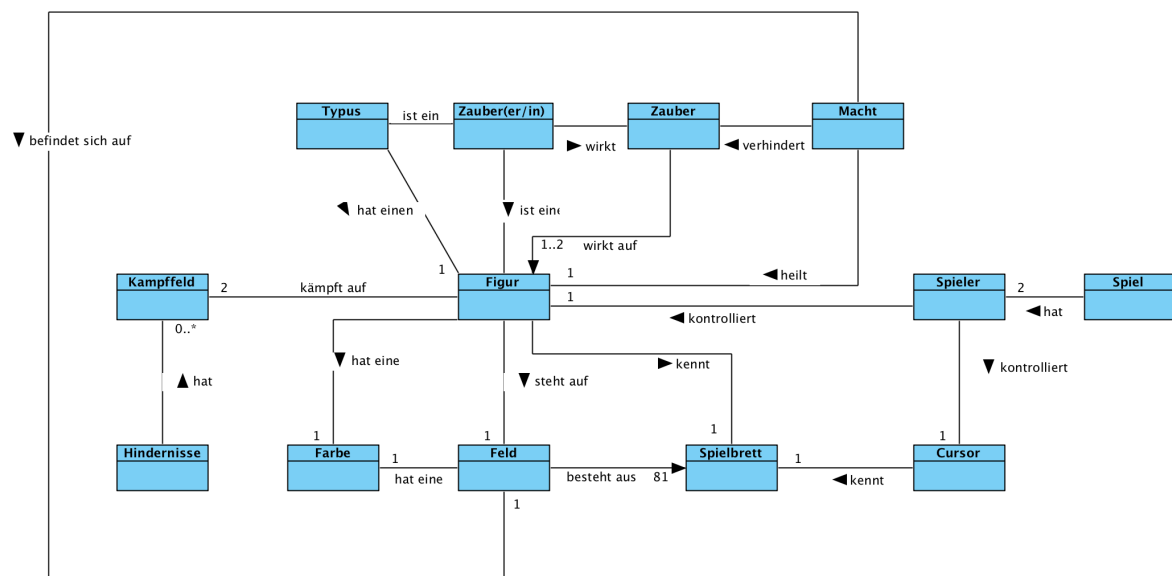 Typus
ist ein
Zauber(er/in)
Zauber
Macht
befindet sich auf
wirkt
verhindert
hat einen
ist eine
1..2
wirkt auf
1
Kampffeld
2
kämpft auf
Figur
1
heilt
1
kontrolliert
Spieler
2
hat
Spiel
0..*
hat eine
kennt
kontrolliert
hat
steht auf
1
1
1
1
Hindernisse
Farbe
1
hat eine
Feld
besteht aus
81
Spielbrett
1
kennt
Cursor
1